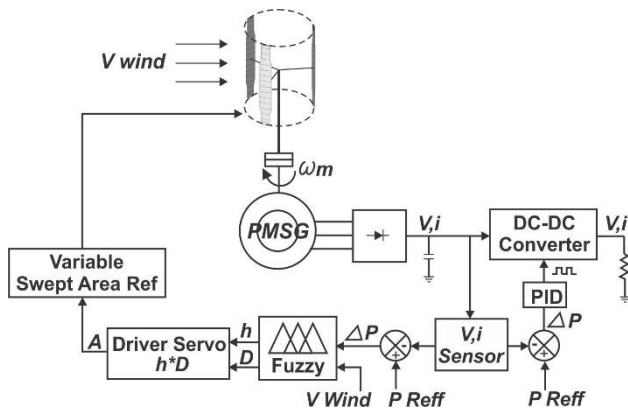 V wind
ωm
PMSG
V,i
DC-DC
Converter
V,i
Variable
Swept Area Ref
PID
ΔP
A
Driver Servo
h*D
h
D
Fuzzy
ΔP
V,i
Sensor
V Wind
P Reff
P Reff